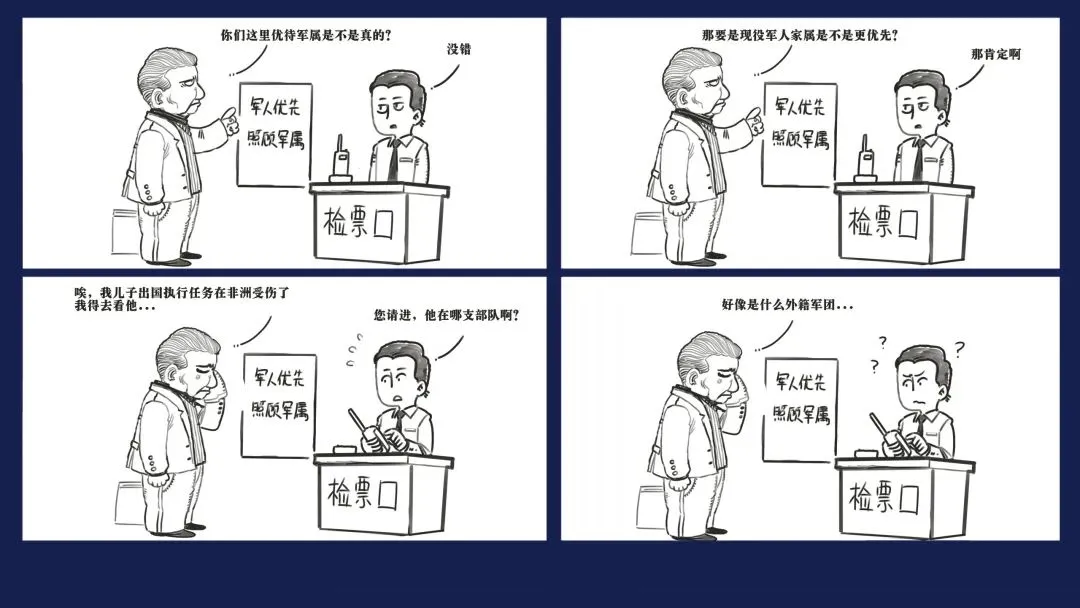 你们这里优待军属是不是真的？
没错
军人优先
照顾军属
检票口
那要是现役军人家属是不是更优先？
那肯定啊
军人优先
照顾军属
检票口
唉，我儿子出国执行任务在非洲受伤了
我得去看他...
您请进，他在哪支部队啊？
军人优先
照顾军属
检票口
好像是什么外籍军团...
?
?
?
军人优先
照顾军属
检票口